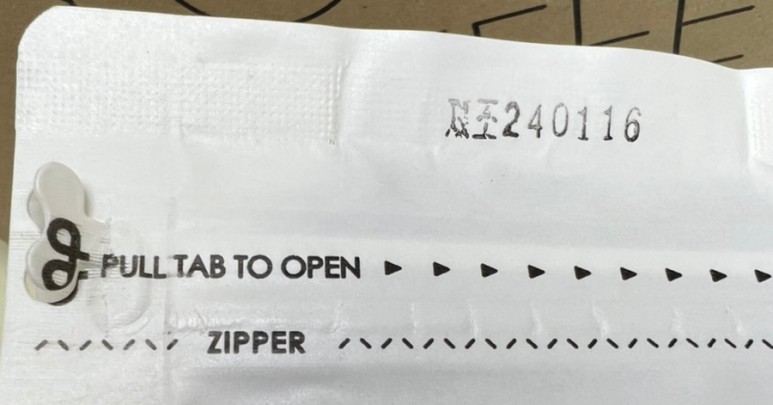 240116
PULL TAB TO OPEN
ZIPPER